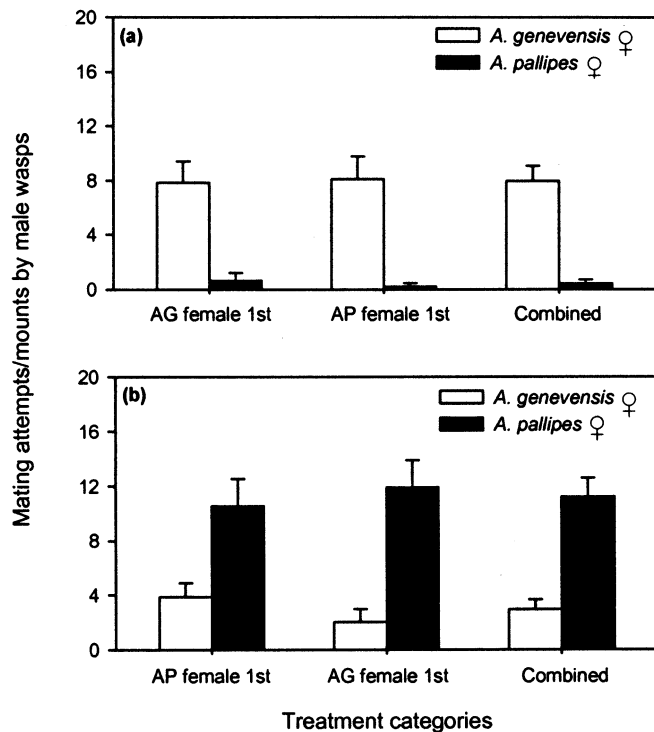 Mating attempts/mounts by male wasps
(a)
A. genevensis ♀
A. pallipes ♀
20
16
12
8
4
0
AG female 1st AP female 1st Combined
(b)
A. genevensis ♀
A. pallipes ♀
20
16
12
8
4
0
AP female 1st AG female 1st Combined
Treatment categories